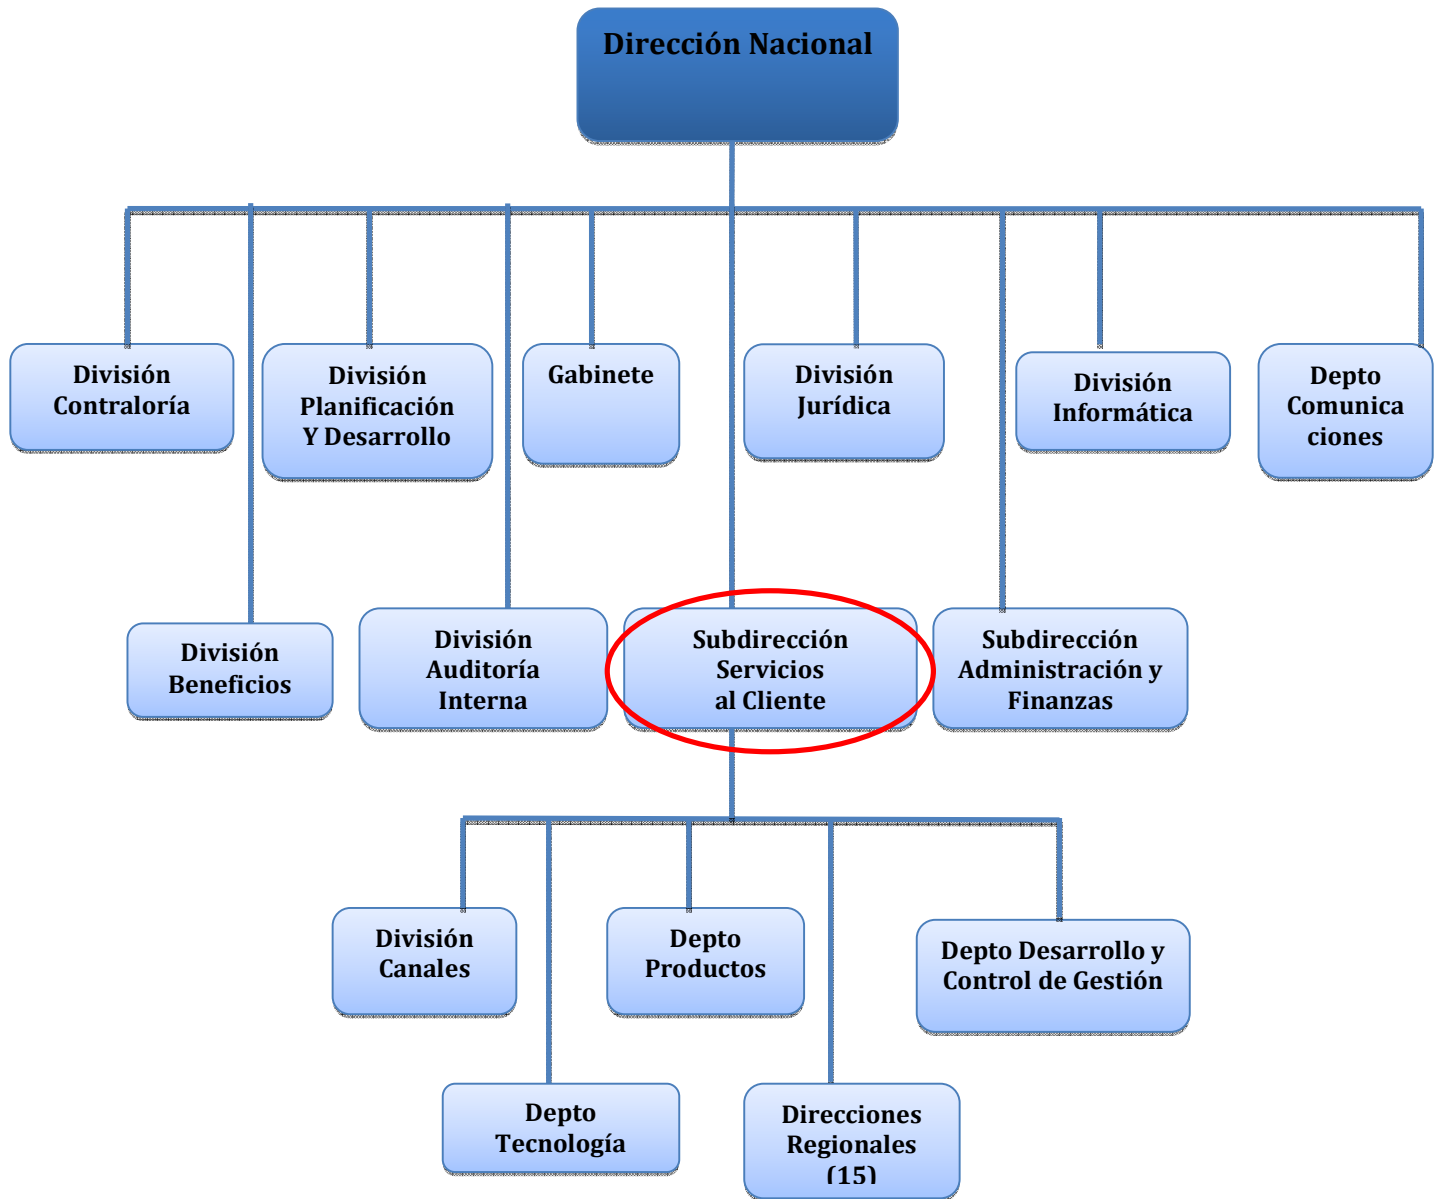 Dirección Nacional
División
Contraloría
División
Planificación
Y Desarrollo
Gabinete
División
Jurídica
División
Informática
Depto
Comunica
ciones
División
Beneficios
División
Auditoría
Interna
Subdirección
Servicios
al Cliente
Subdirección
Administración y
Finanzas
División
Canales
Depto
Productos
Depto Desarrollo y
Control de Gestión
Depto
Tecnología
Direcciones
Regionales
(15)